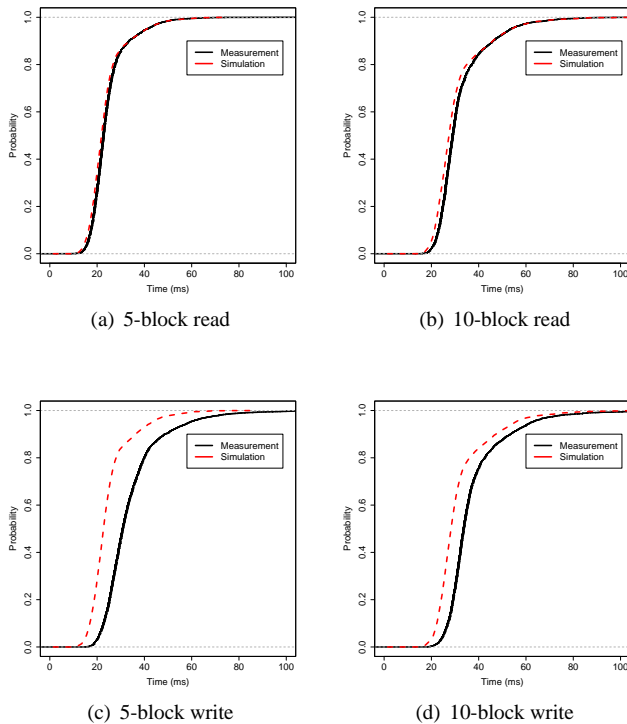 Probability
0.0 0.2 0.4 0.6 0.8 1.0
Measurement
Simulation
0 20 40 60 80 100
Time (ms)
(a) 5-block read
Probability
0.0 0.2 0.4 0.6 0.8 1.0
Measurement
Simulation
0 20 40 60 80 100
Time (ms)
(b) 10-block read
Probability
0.0 0.2 0.4 0.6 0.8 1.0
Measurement
Simulation
0 20 40 60 80 100
Time (ms)
(c) 5-block write
Probability
0.0 0.2 0.4 0.6 0.8 1.0
Measurement
Simulation
0 20 40 60 80 100
Time (ms)
(d) 10-block write